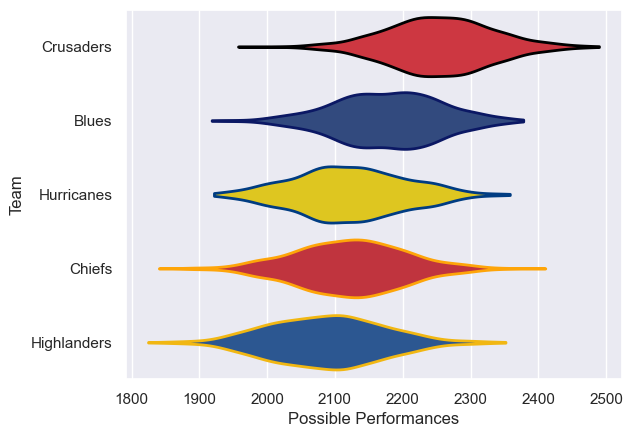 Crusaders
Blues
Hurricanes
Chiefs
Highlanders
Team
1800 1900 2000 2100 2200 2300 2400 2500
Possible Performances